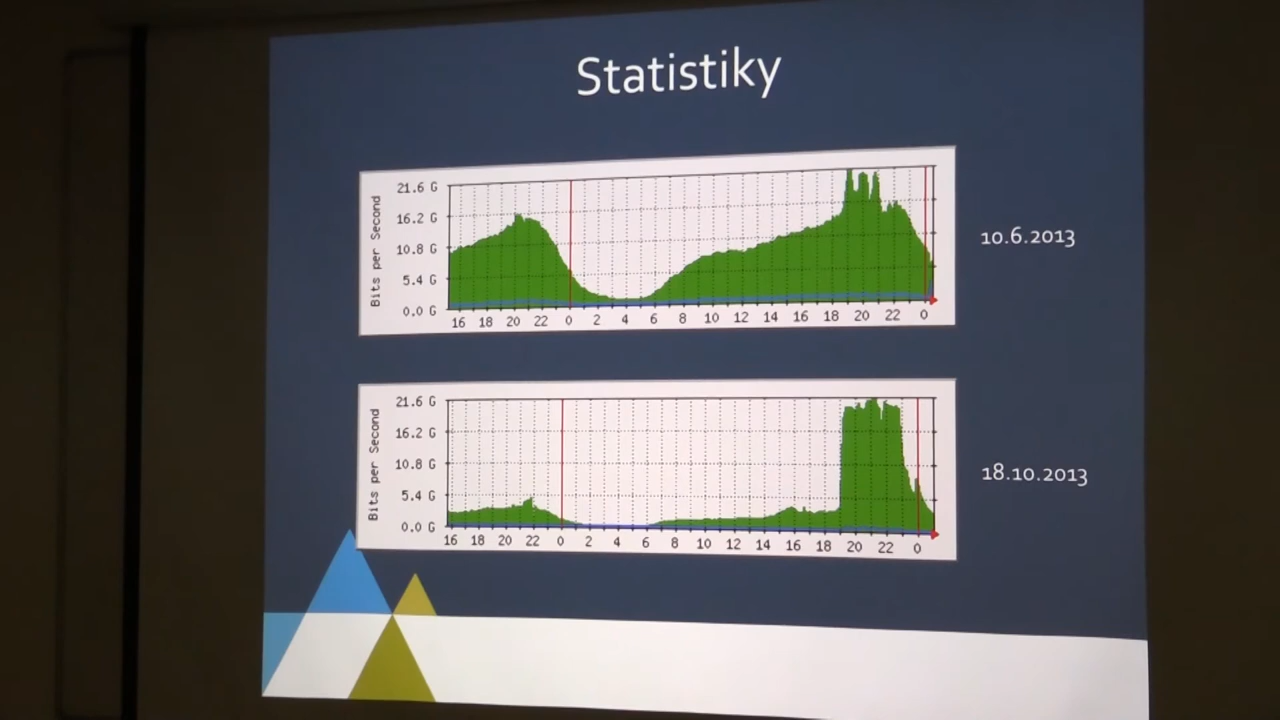 Statistiky
Bits per Second
21.6 G
16.2 G
10.8 G
5.4 G
0.0 G
16 18 20 22 0 2 4 6 8 10 12 14 16 18 20 22 0
10.6.2013
Bits per Second
21.6 G
16.2 G
10.8 G
5.4 G
0.0 G
16 18 20 22 0 2 4 6 8 10 12 14 16 18 20 22 0
18.10.2013